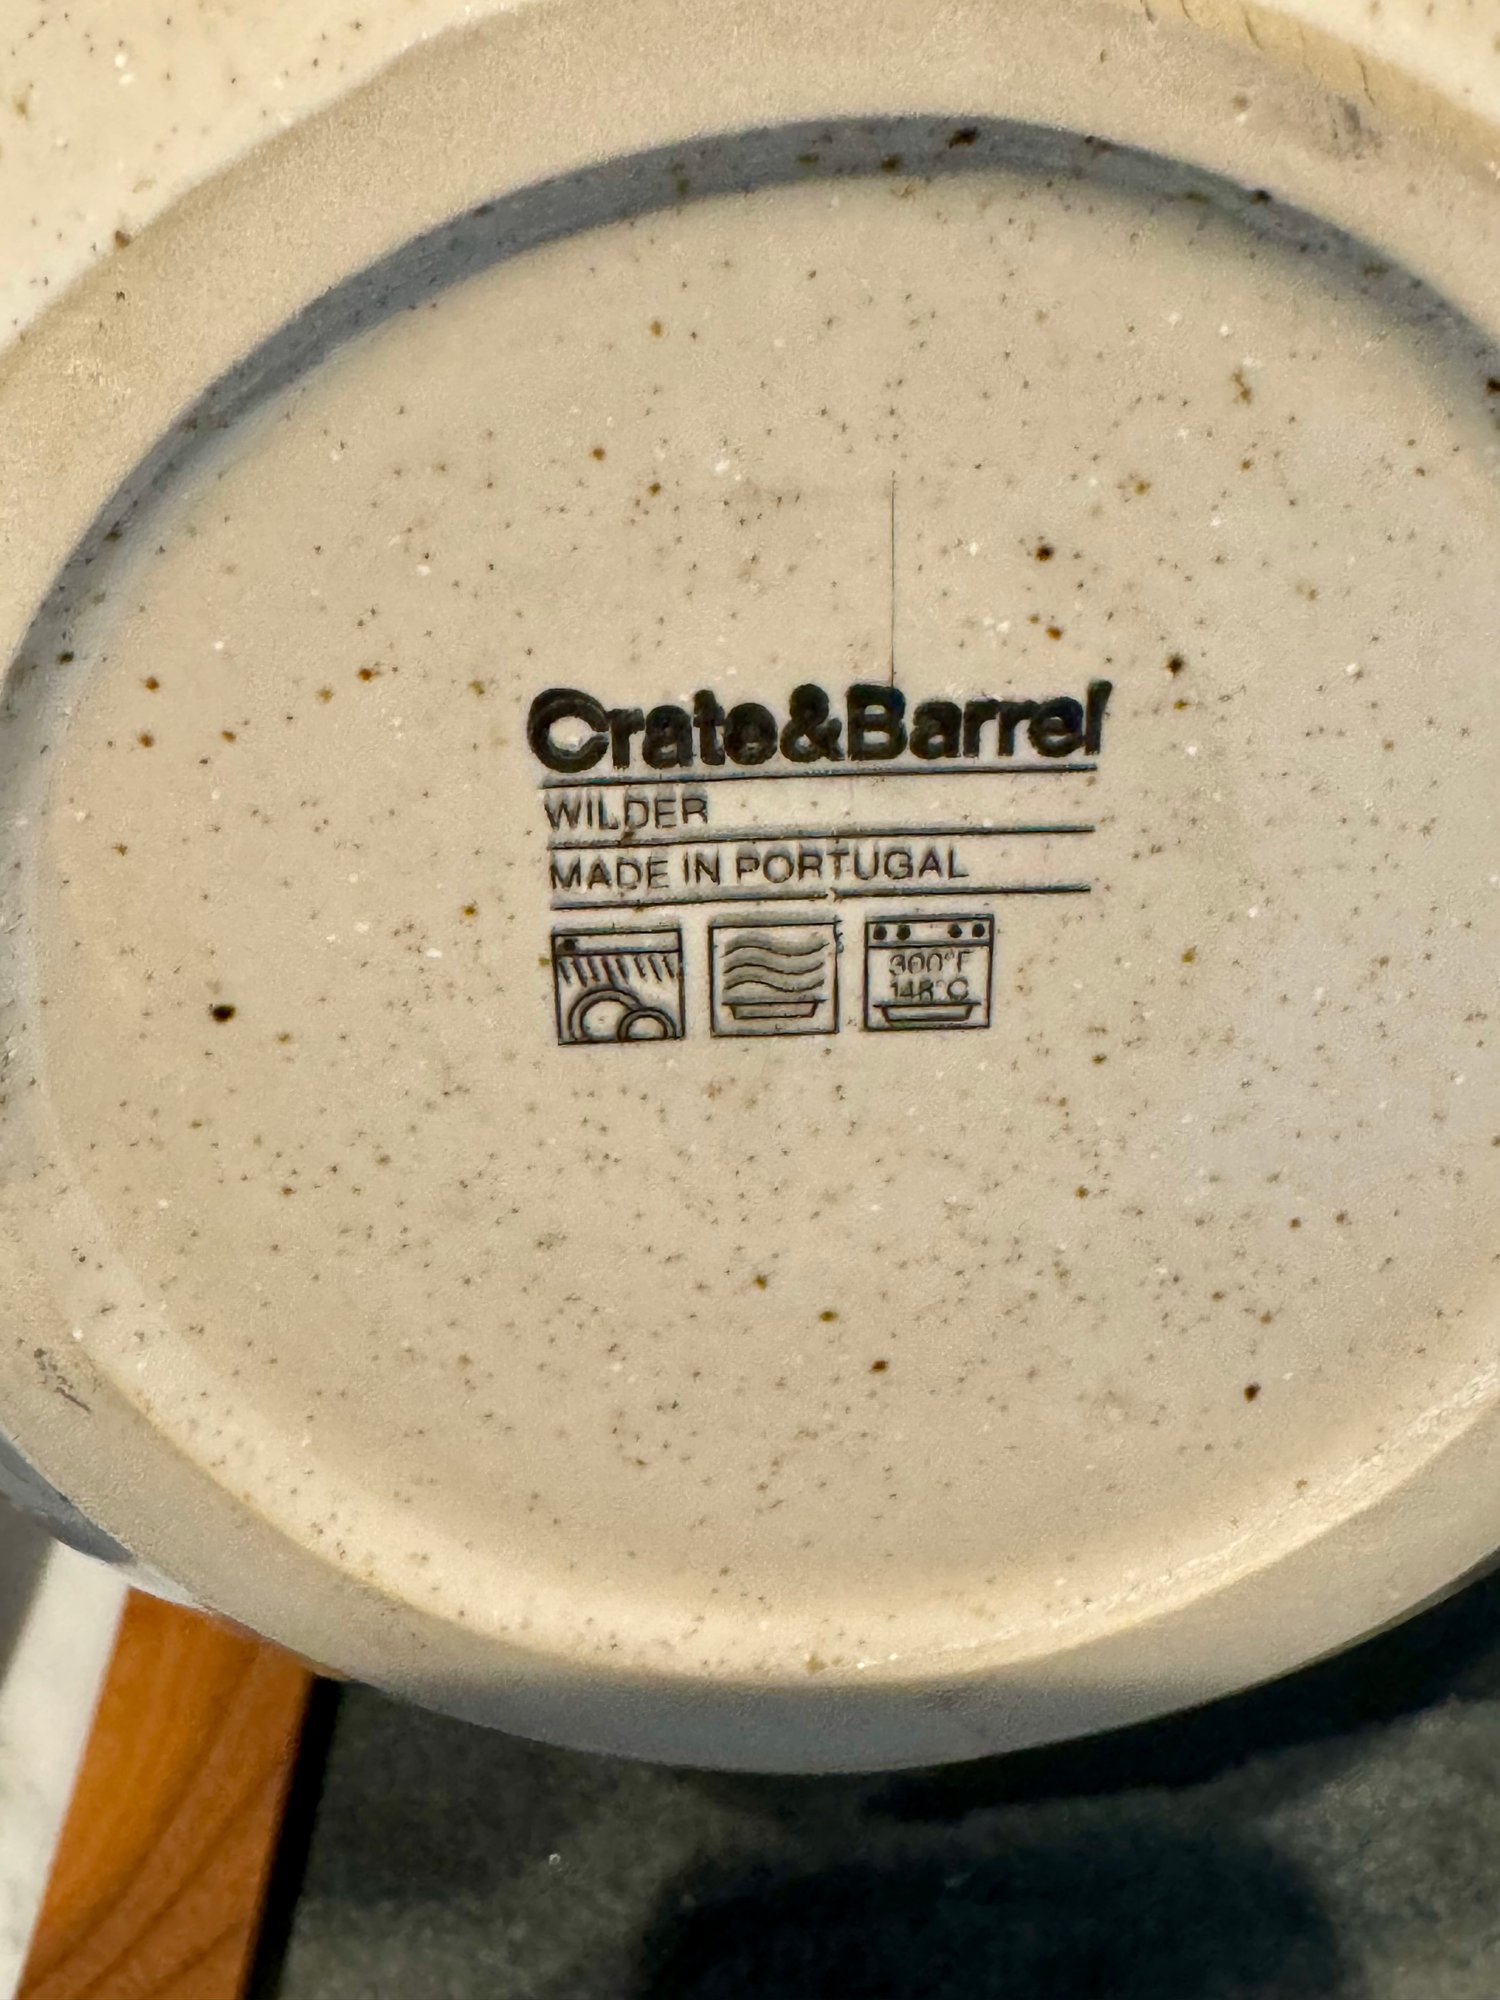 Crate&Barrel
WILDER
MADE IN PORTUGAL
300°F
148°C